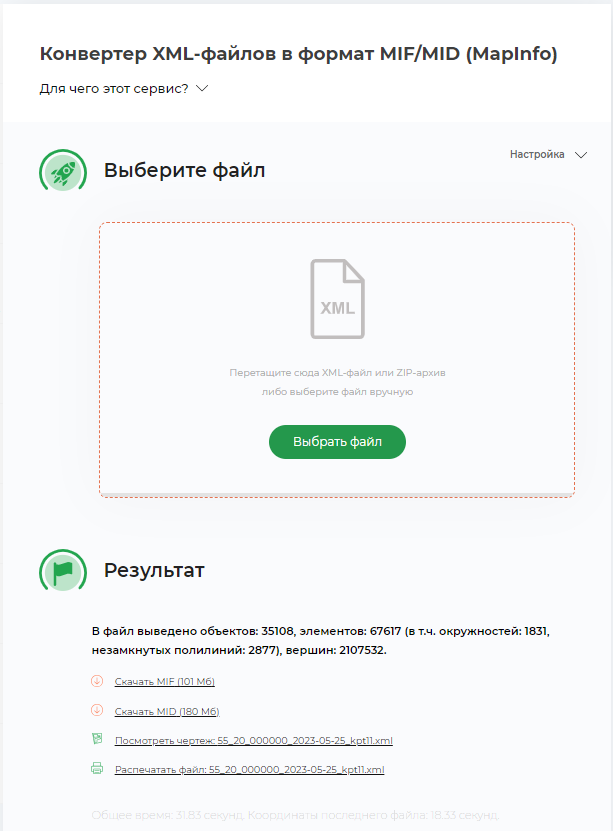 Конвертер XML-файлов в формат MIF/MID (MapInfo)
Для чего этот сервис?
Настройка
Выберите файл
XML
Перетащите сюда XML-файл или ZIP-архив
либо выберите файл вручную
Выбрать файл
Результат
В файл выведено объектов: 35108, элементов: 67617 (в т.ч. окружностей: 1831,
незамкнутых полилиний: 2877), вершин: 2107532.
Скачать MIF (101 Мб)
Скачать MID (180 Мб)
Посмотреть чертеж: 55_20_000000_2023-05-25_kpt11.xml
Распечатать файл: 55_20_000000_2023-05-25_kpt11.xml
Общее время: 31.83 секунд. Координаты последнего файла: 18.33 секунд.